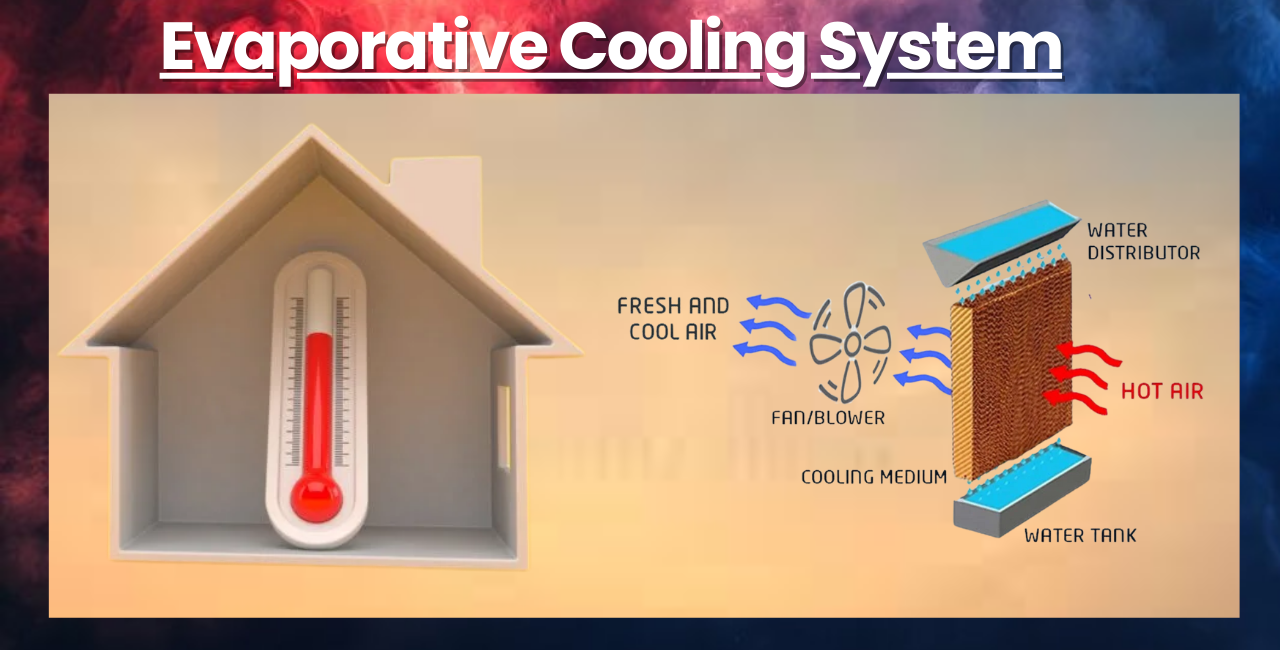 Evaporative Cooling System
WATER
DISTRIBUTOR
FRESH AND
COOL AIR
HOT AIR
FAN/BLOWER
COOLING MEDIUM
WATER TANK